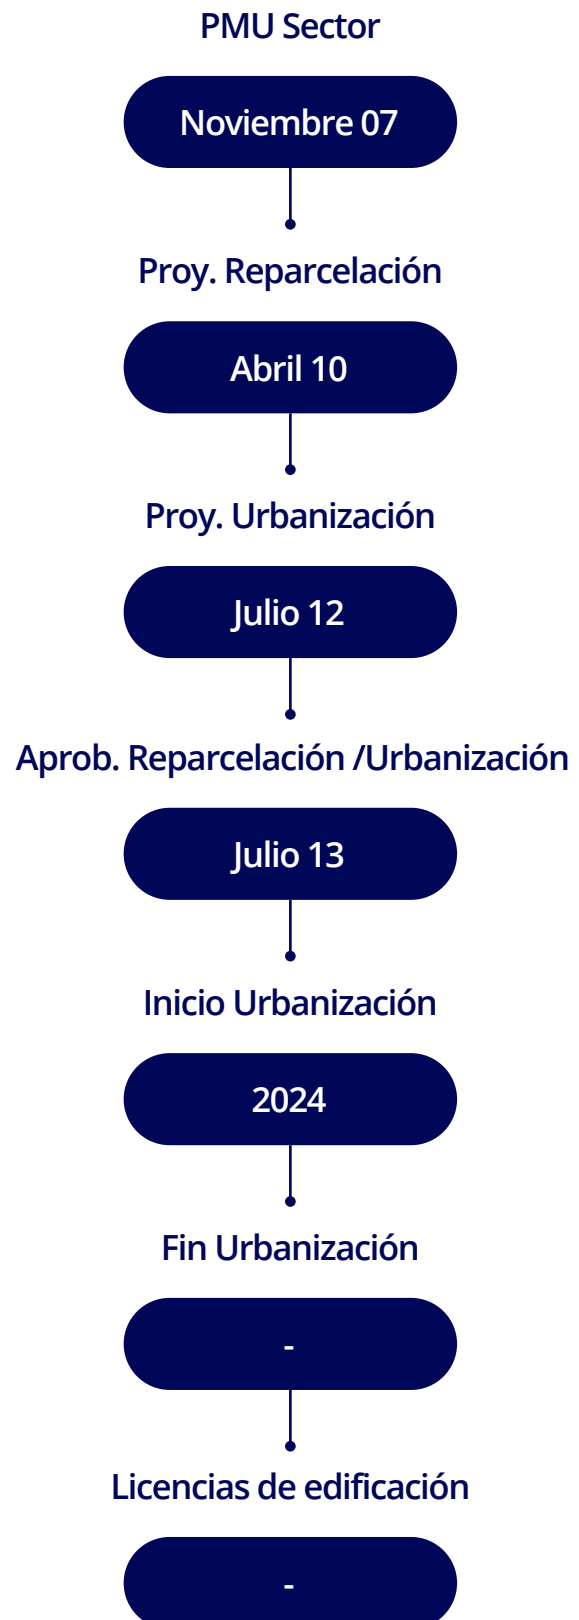 PMU Sector
Noviembre 07
Proy. Reparcelación
Abril 10
Proy. Urbanización
Julio 12
Aprob. Reparcelación /Urbanización
Julio 13
Inicio Urbanización
2024
Fin Urbanización
-
Licencias de edificación
-